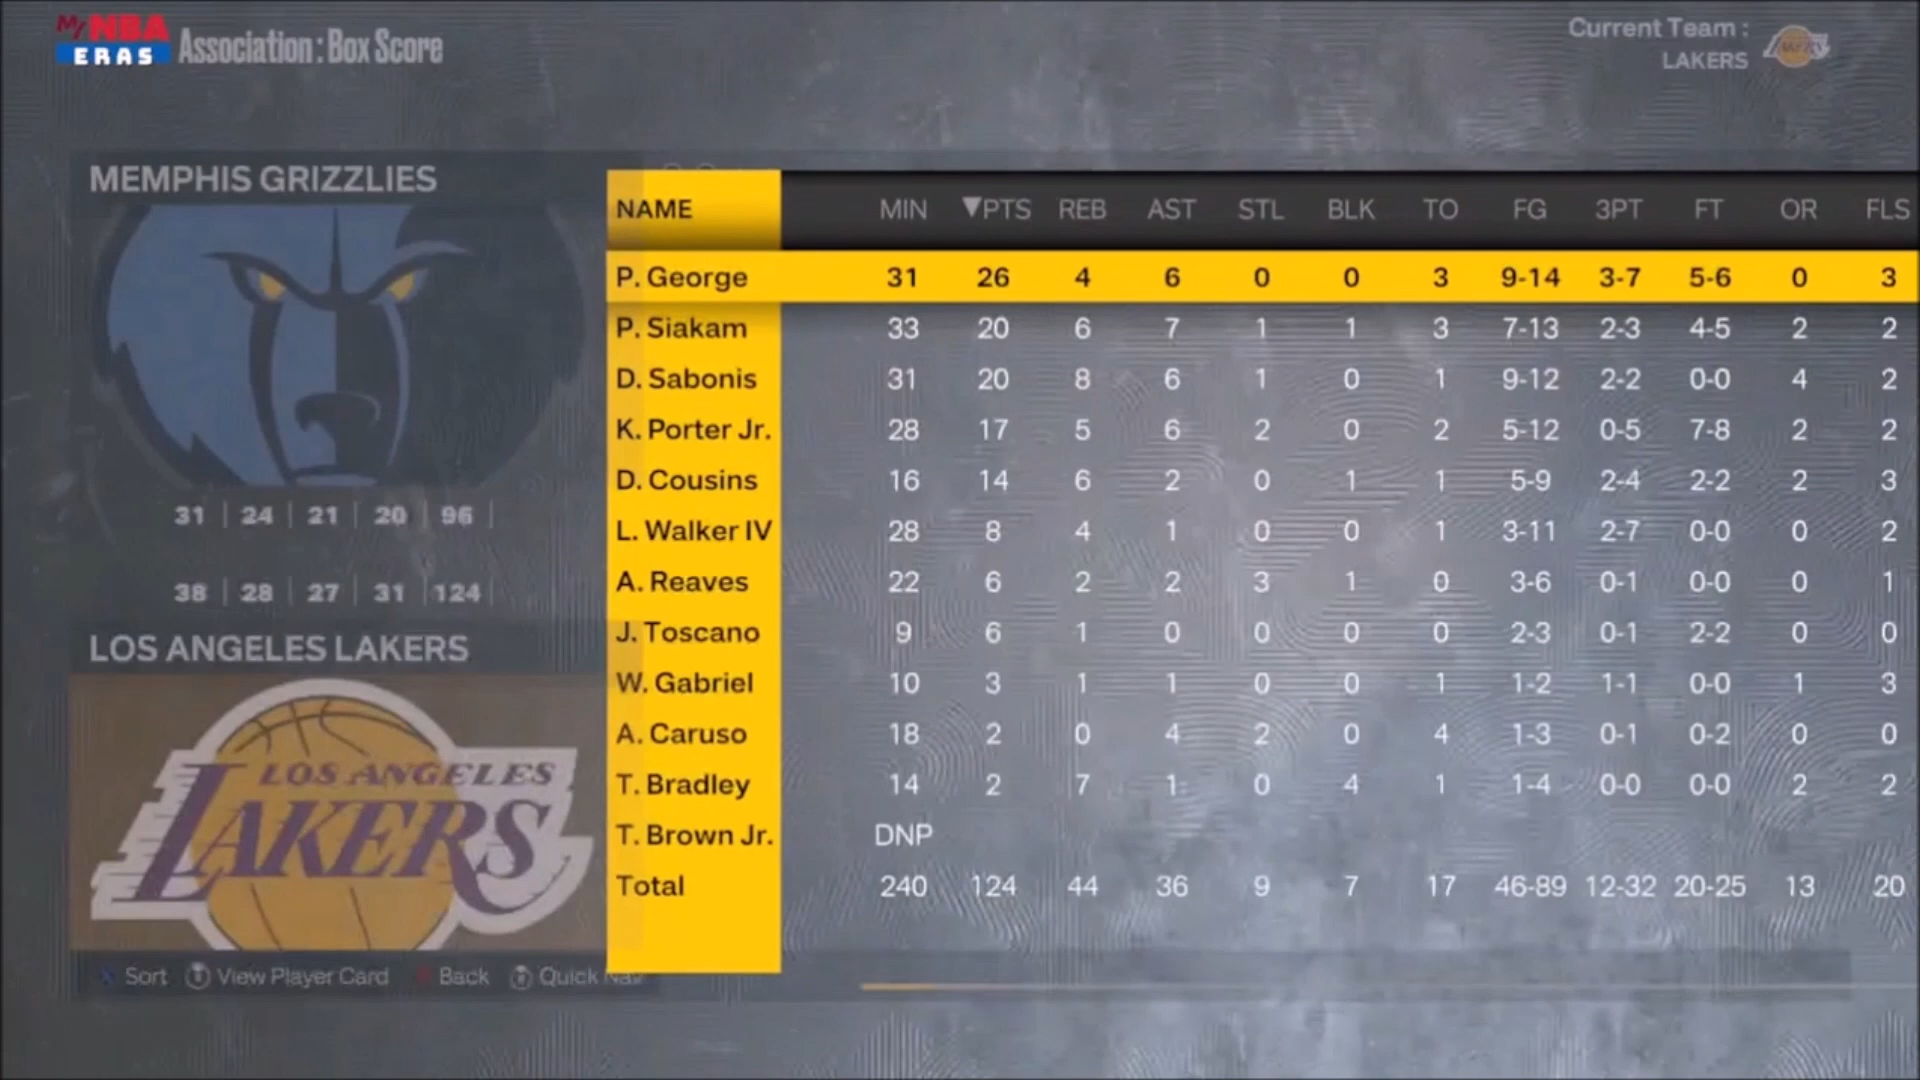 My NBA ERAS Association : Box Score
Current Team :
LAKERS
MEMPHIS GRIZZLIES
31 24 21 20 96
38 28 27 31 124
LOS ANGELES LAKERS
LOS ANGELES
LAKERS
NAME MIN ▼PTS REB AST STL BLK TO FG 3PT FT OR FLS
P. George 31 26 4 6 0 0 3 9-14 3-7 5-6 0 3
P. Siakam 33 20 6 7 1 1 3 7-13 2-3 4-5 2 2
D. Sabonis 31 20 8 6 1 0 1 9-12 2-2 0-0 4 2
K. Porter Jr. 28 17 5 6 2 0 2 5-12 0-5 7-8 2 2
D. Cousins 16 14 6 2 0 1 1 5-9 2-4 2-2 2 3
L. Walker IV 28 8 4 1 0 0 1 3-11 2-7 0-0 0 2
A. Reaves 22 6 2 2 3 1 0 3-6 0-1 0-0 0 1
J. Toscano 9 6 1 0 0 0 0 2-3 0-1 2-2 0 0
W. Gabriel 10 3 1 1 0 0 1 1-2 1-1 0-0 1 3
A. Caruso 18 2 0 4 2 0 4 1-3 0-1 0-2 0 0
T. Bradley 14 2 7 1 0 4 1 1-4 0-0 0-0 2 2
T. Brown Jr. DNP
Total 240 124 44 36 9 7 17 46-89 12-32 20-25 13 20
Sort View Player Card Back Quick Nav